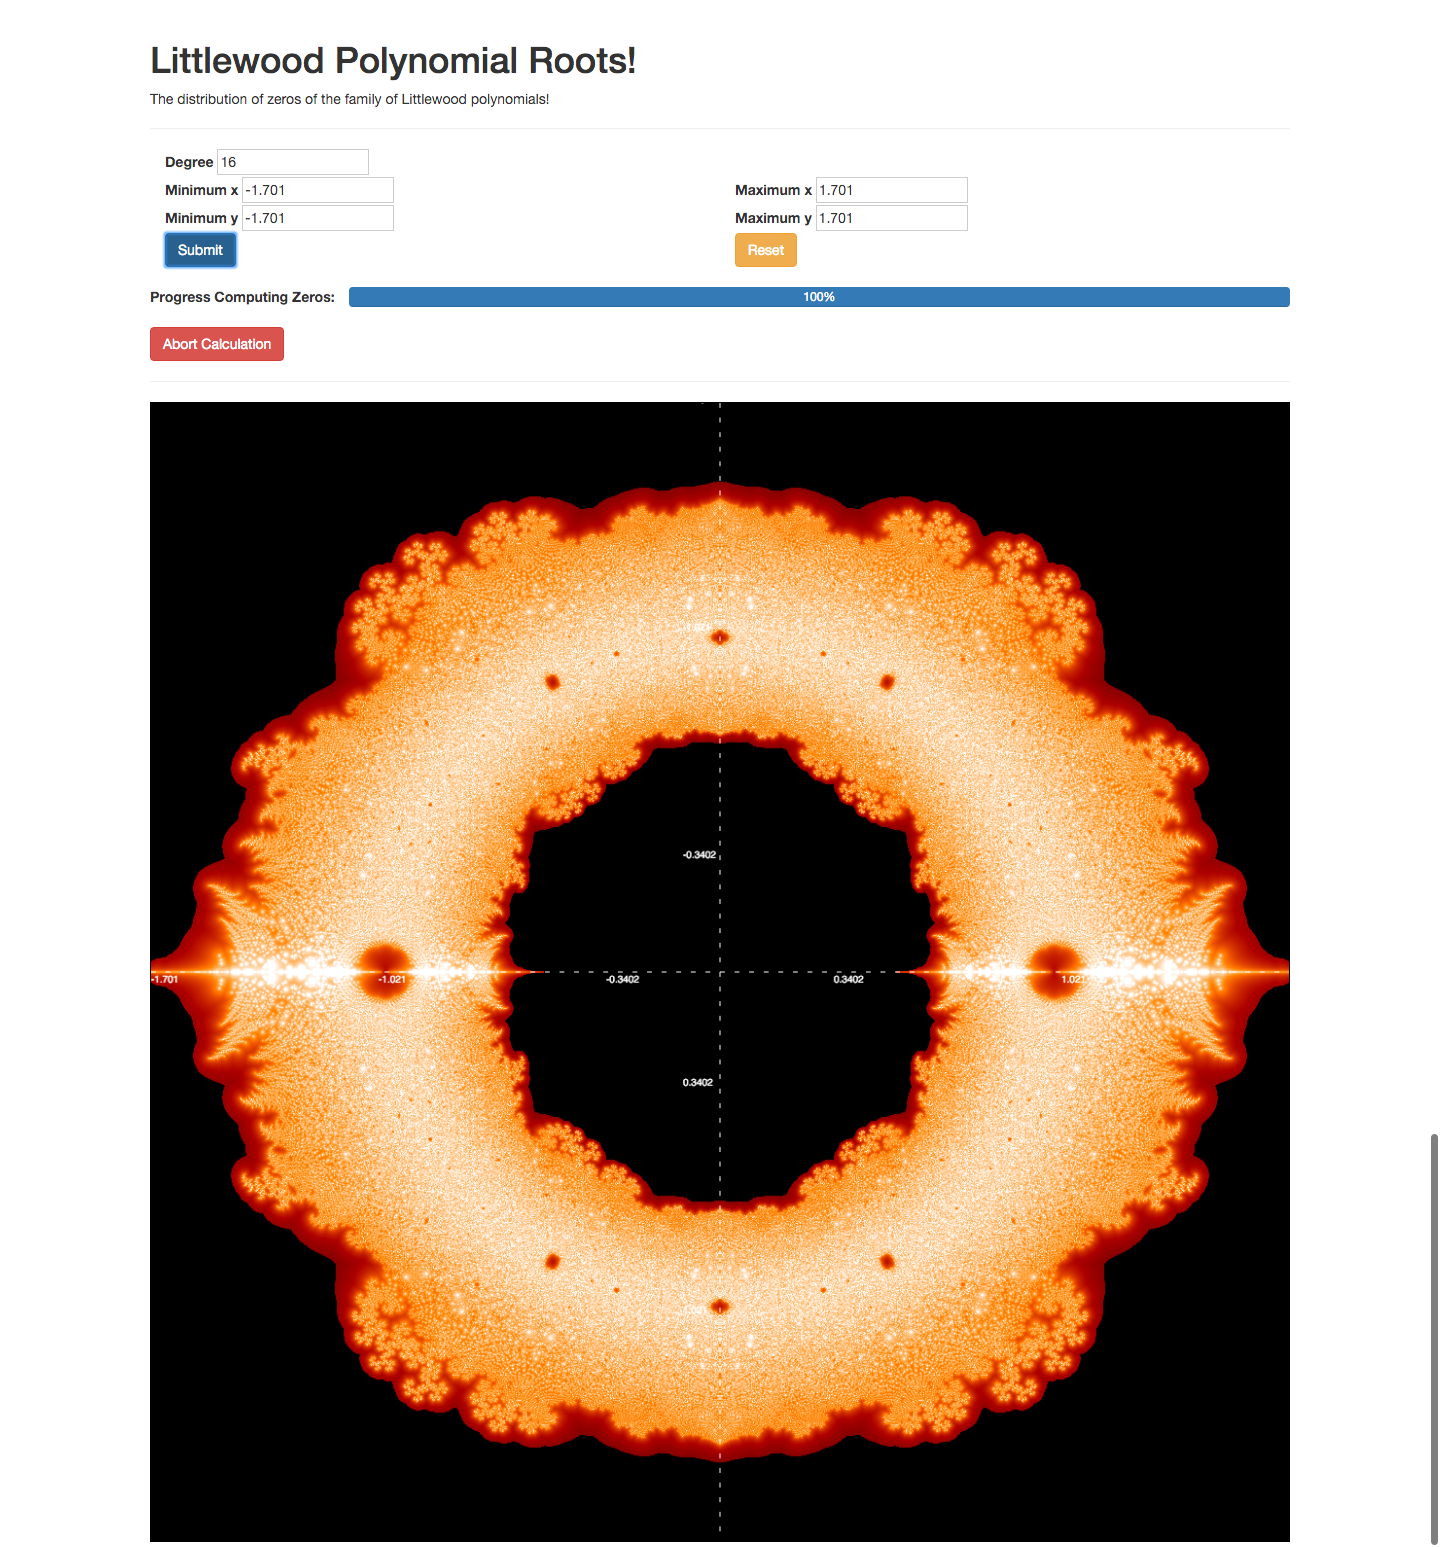 Littlewood Polynomial Roots!
The distribution of zeros of the family of Littlewood polynomials!
Degree 16
Minimum x -1.701 Maximum x 1.701
Minimum y -1.701 Maximum y 1.701
Submit Reset
Progress Computing Zeros: 100%
Abort Calculation
-0.3402
-1.701 -1.021 -0.3402 0.3402 1.021
0.3402